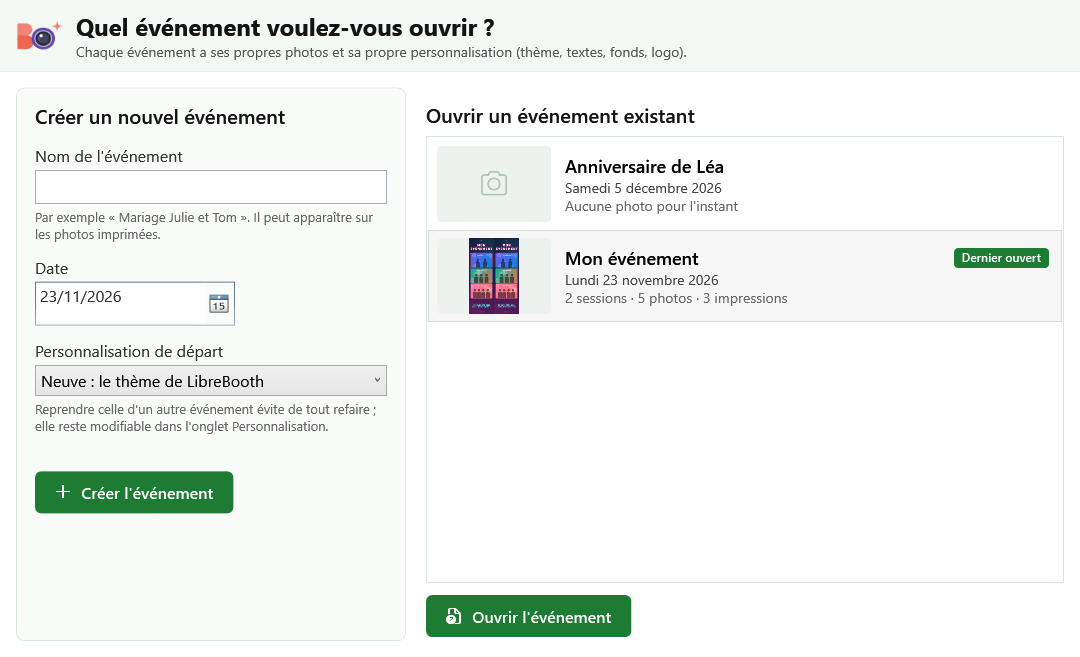 Quel événement voulez-vous ouvrir ?
Chaque événement a ses propres photos et sa propre personnalisation (thème, textes, fonds, logo).
Créer un nouvel événement
Nom de l'événement
Par exemple « Mariage Julie et Tom ». Il peut apparaître sur
les photos imprimées.
Date
23/11/2026
15
Personnalisation de départ
Neuve : le thème de LibreBooth
Reprendre celle d'un autre événement évite de tout refaire ;
elle reste modifiable dans l'onglet Personnalisation.
Créer l'événement
Ouvrir un événement existant
Anniversaire de Léa
Samedi 5 décembre 2026
Aucune photo pour l'instant
MON MON
ÉVÉNEMENT ÉVÉNEMENT
Mon événement
Dernier ouvert
Lundi 23 novembre 2026
2 sessions · 5 photos · 3 impressions
Ouvrir l'événement